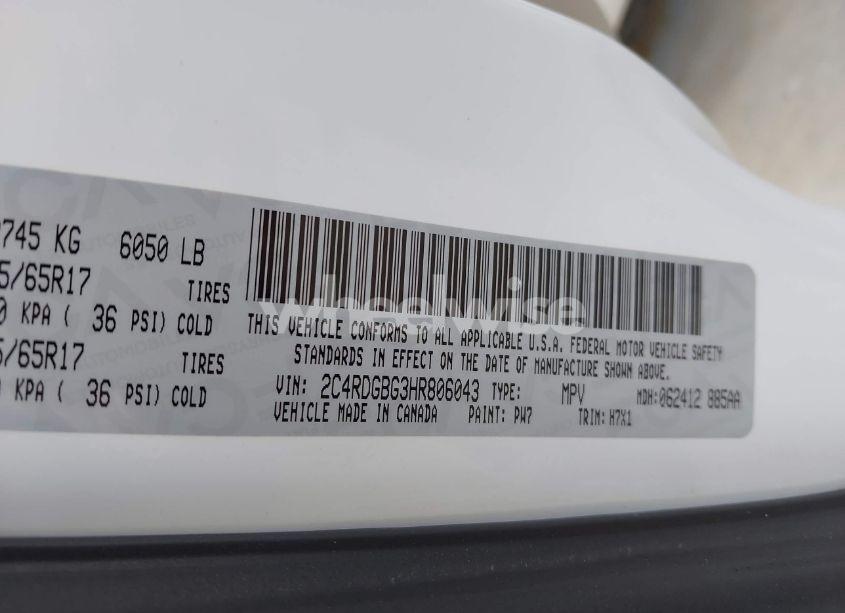 745 KG 6050 LB
5/65R17 TIRES
0 KPA ( 36 PSI) COLD
5/65R17 TIRES
KPA ( 36 PSI) COLD
wheelwise
THIS VEHICLE CONFORMS TO ALL APPLICABLE U.S.A. FEDERAL MOTOR VEHICLE SAFETY
STANDARDS IN EFFECT ON THE DATE OF MANUFACTURE SHOWN ABOVE.
VIN: 2C4RDGBG3HR806043 TYPE: MPV MDH:062412 885AA
VEHICLE MADE IN CANADA PAINT: PW7 TRIM: H7X1